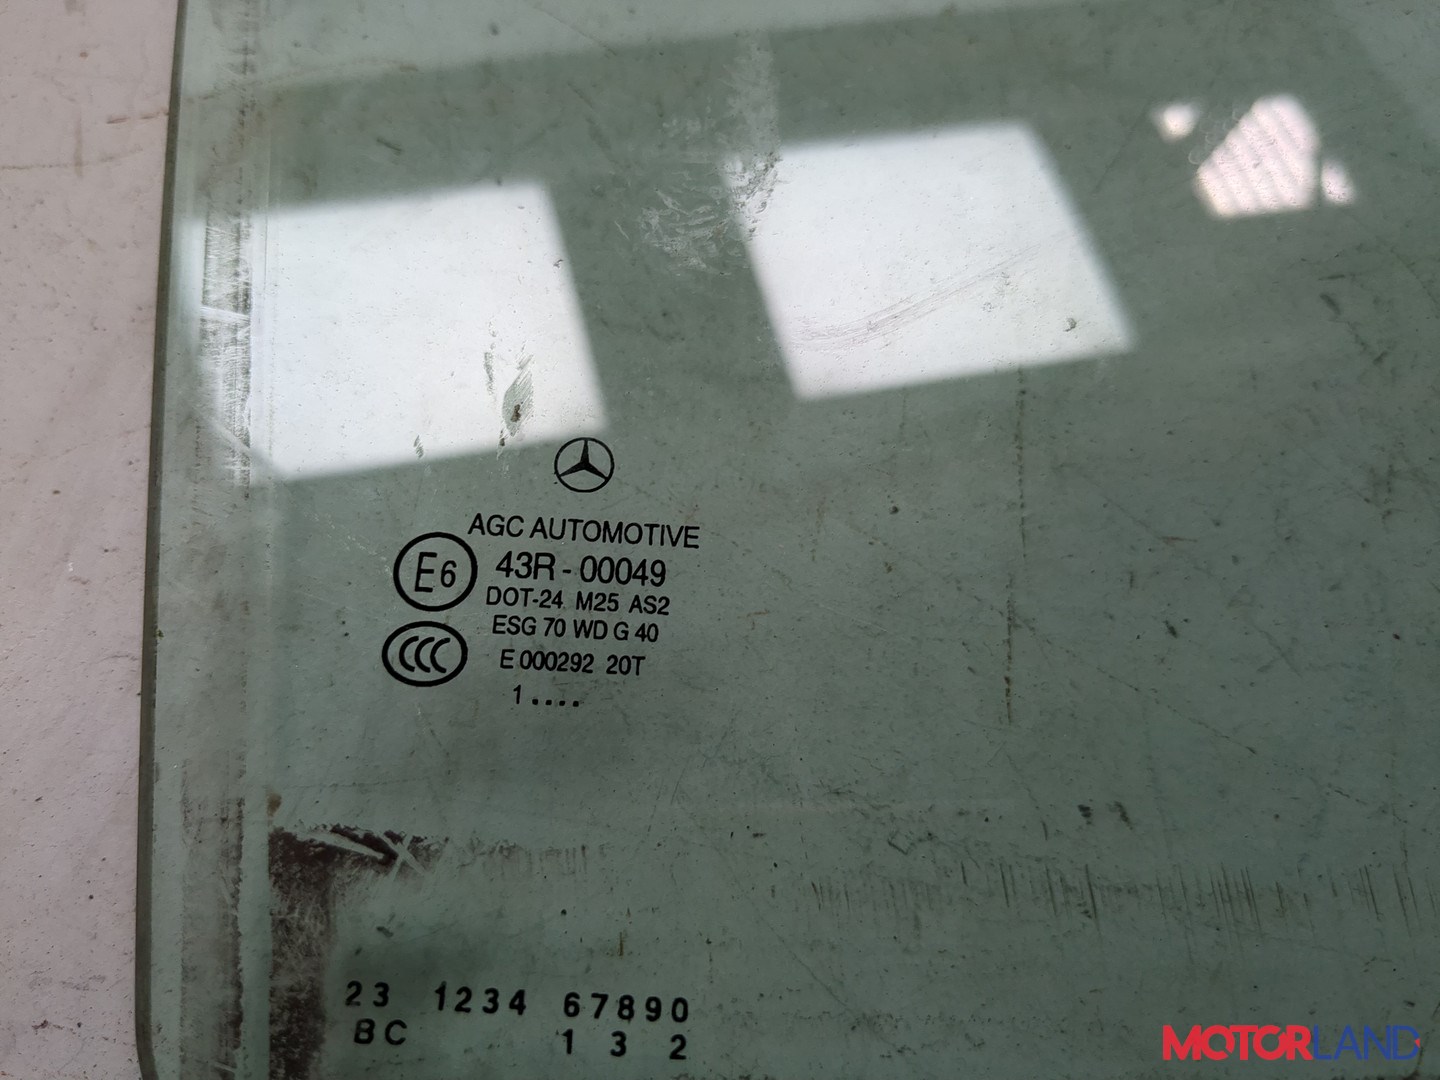 AGC AUTOMOTIVE
E6 43R-00049
DOT-24 M25 AS2
ESG 70 WD G 40
CCC
E 000292 20T
1....
23 1234 67890
BC 1 3 2
MOTORLAND